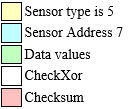 Sensor type is 5
Sensor Address 7
Data values
CheckXor
Checksum